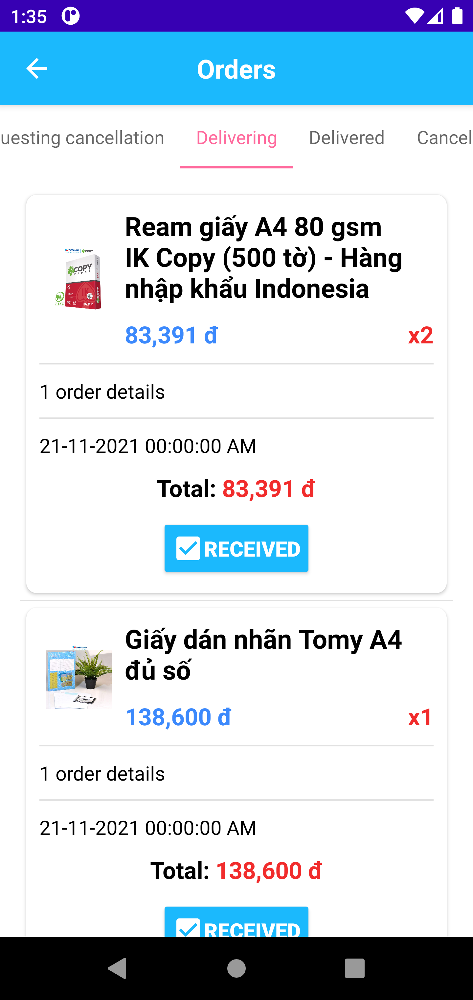 1:35
Orders
uesting cancellation Delivering Delivered Cancel
Ream giấy A4 80 gsm
IK Copy (500 tờ) - Hàng
nhập khẩu Indonesia
COPY
PAPER
83,391 đ x2
1 order details
21-11-2021 00:00:00 AM
Total: 83,391 đ
RECEIVED
Giấy dán nhãn Tomy A4
đủ số
138,600 đ x1
1 order details
21-11-2021 00:00:00 AM
Total: 138,600 đ
RECEIVED